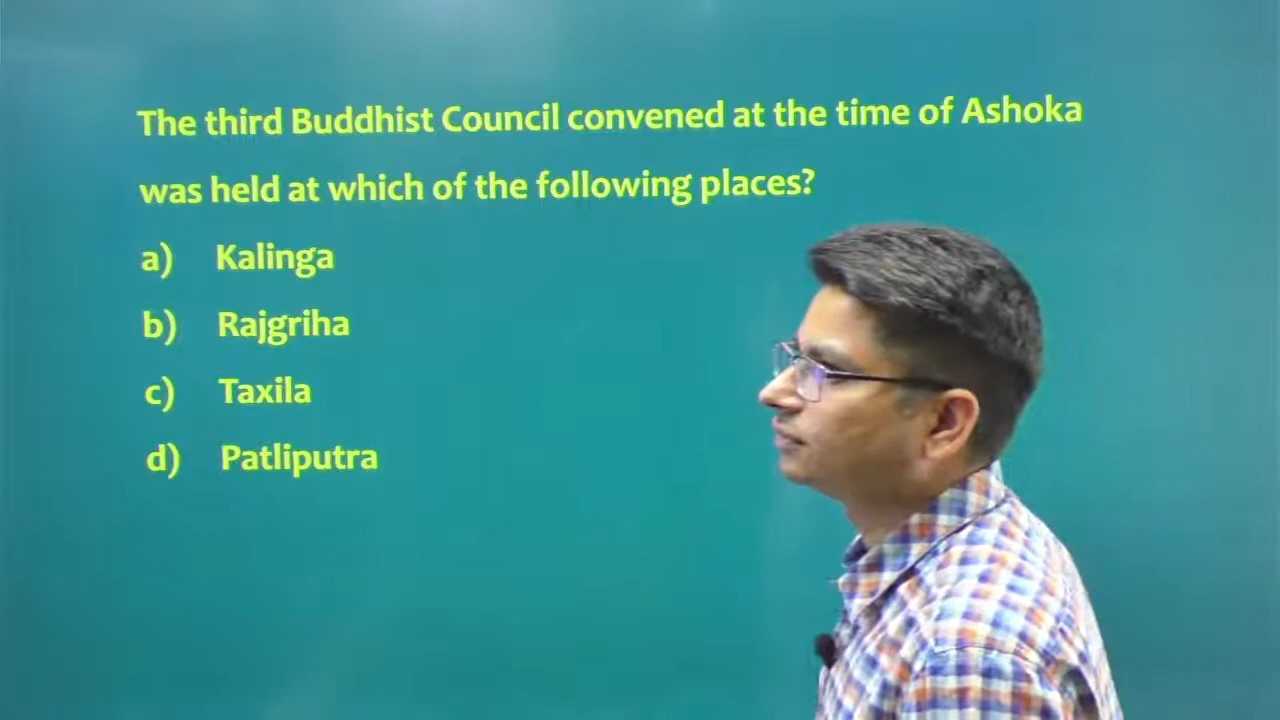 The third Buddhist Council convened at the time of Ashoka
was held at which of the following places?
a) Kalinga
b) Rajgriha
c) Taxila
d) Patliputra